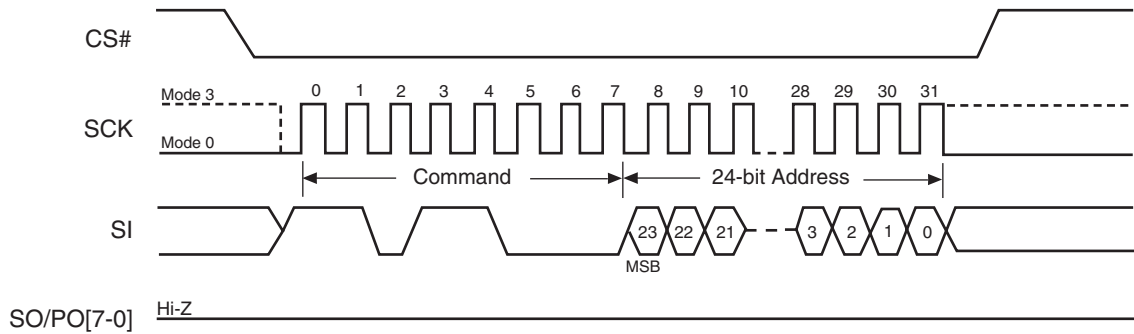 CS#
Mode 3
0 1 2 3 4 5 6 7 8 9 10 28 29 30 31
SCK
Mode 0
Command 24-bit Address
SI
23 22 21 3 2 1 0
MSB
SO/PO[7-0] Hi-Z